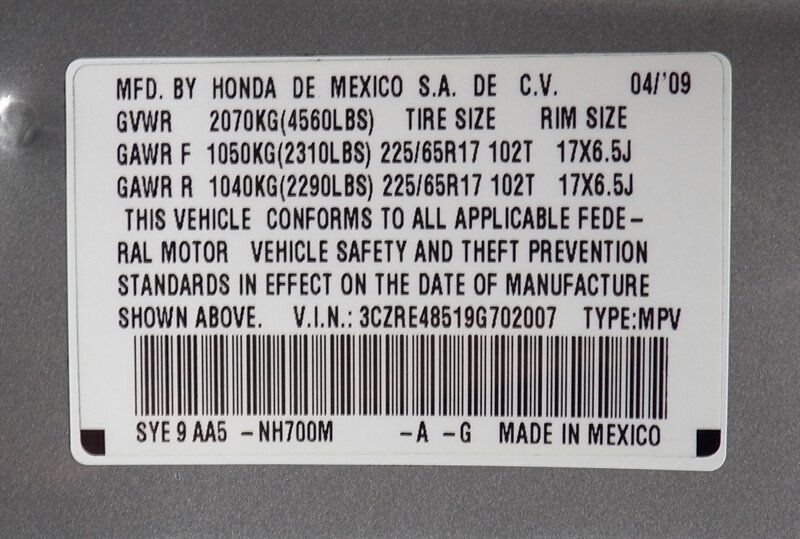 MFD. BY HONDA DE MEXICO S.A. DE C.V. 04/'09
GVWR 2070KG(4560LBS) TIRE SIZE RIM SIZE
GAWR F 1050KG(2310LBS) 225/65R17 102T 17X6.5J
GAWR R 1040KG(2290LBS) 225/65R17 102T 17X6.5J
THIS VEHICLE CONFORMS TO ALL APPLICABLE FEDE-
RAL MOTOR VEHICLE SAFETY AND THEFT PREVENTION
STANDARDS IN EFFECT ON THE DATE OF MANUFACTURE
SHOWN ABOVE. V.I.N.: 3CZRE48519G702007 TYPE:MPV
SYE 9 AA5 -NH700M -A -G MADE IN MEXICO